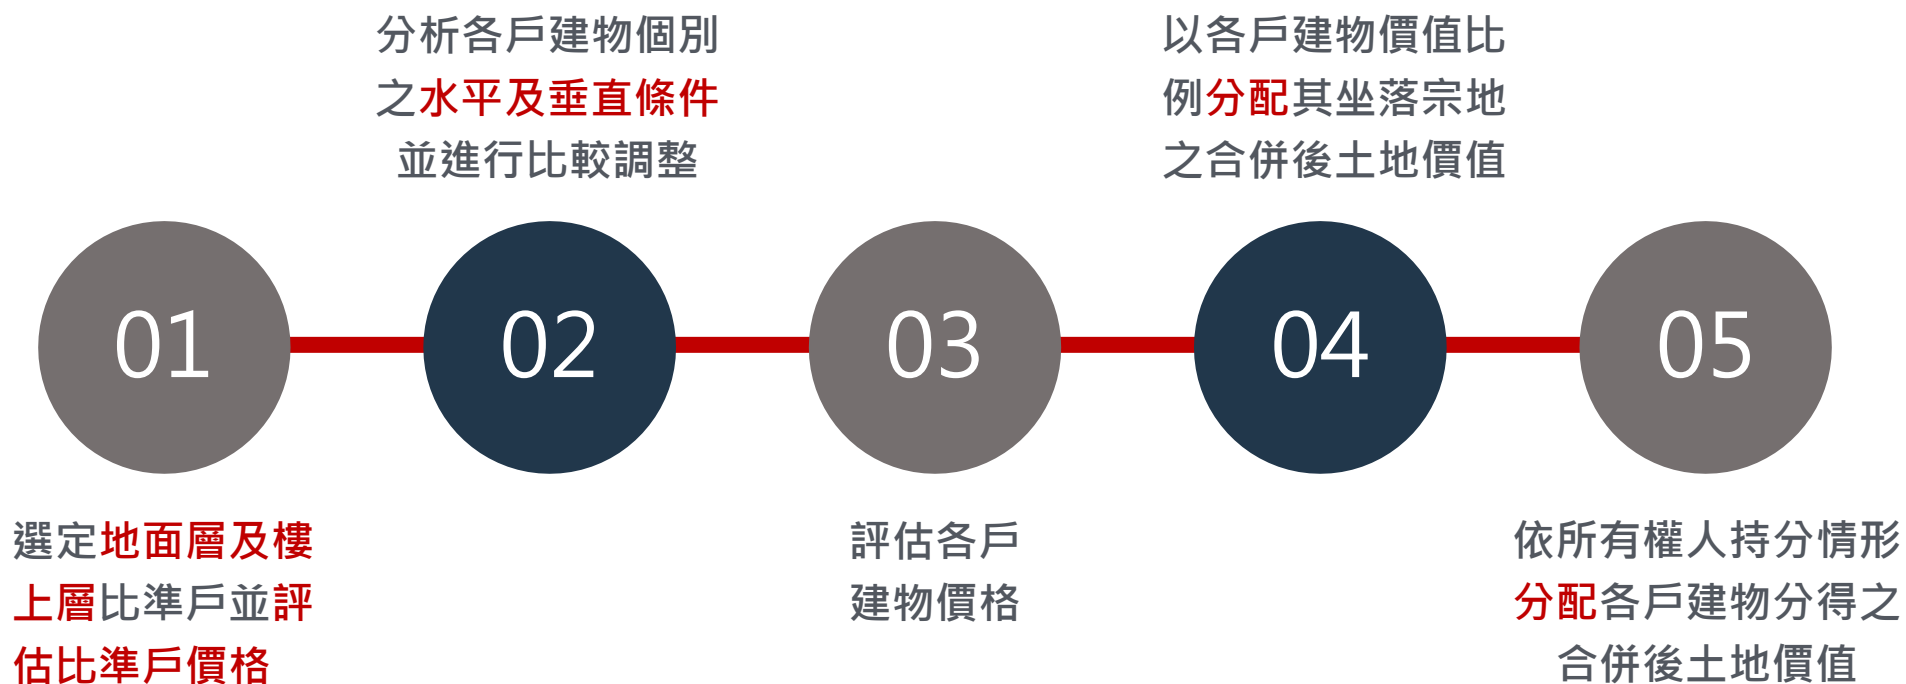 分析各戶建物個別
之水平及垂直條件
並進行比較調整
以各戶建物價值比
例分配其坐落宗地
之合併後土地價值
01
02
03
04
05
選定地面層及樓
上層比準戶並評
估比準戶價格
評估各戶
建物價格
依所有權人持分情形
分配各戶建物分得之
合併後土地價值